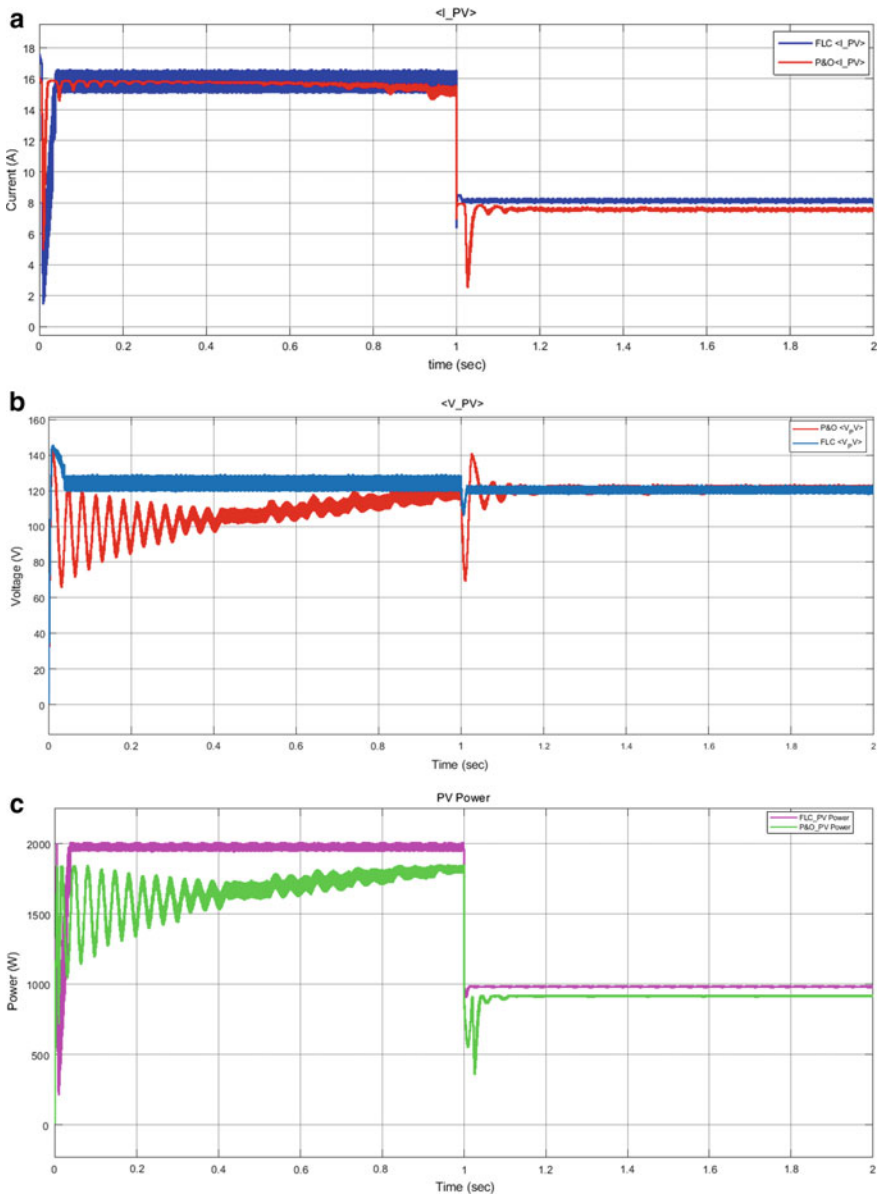 a
<I_PV>
FLC <I_PV>
P&O<I_PV>
18
16
14
12
10
8
6
4
2
0
Current (A)
0 0.2 0.4 0.6 0.8 1 1.2 1.4 1.6 1.8 2
time (sec)
b
<V_PV>
P&O <V_PV>
FLC <V_PV>
160
140
120
100
80
60
40
20
0
Voltage (V)
0 0.2 0.4 0.6 0.8 1 1.2 1.4 1.6 1.8 2
Time (sec)
c
PV Power
FLC_PV Power
P&O_PV Power
2000
1500
1000
500
0
Power (W)
0 0.2 0.4 0.6 0.8 1 1.2 1.4 1.6 1.8 2
Time (sec)